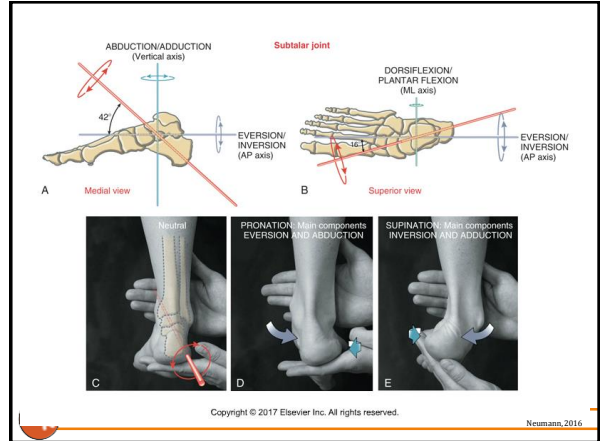 Subtalar joint
ABDUCTION/ADDUCTION
(Vertical axis)
42°
EVERSION/
INVERSION
(AP axis)
A
Medial view
DORSIFLEXION/
PLANTAR FLEXION
(ML axis)
16°
EVERSION/
INVERSION
(AP axis)
B
Superior view
Neutral
C
PRONATION: Main components
EVERSION AND ABDUCTION
D
SUPINATION: Main components
INVERSION AND ADDUCTION
E
Copyright © 2017 Elsevier Inc. All rights reserved.
Neumann, 2016